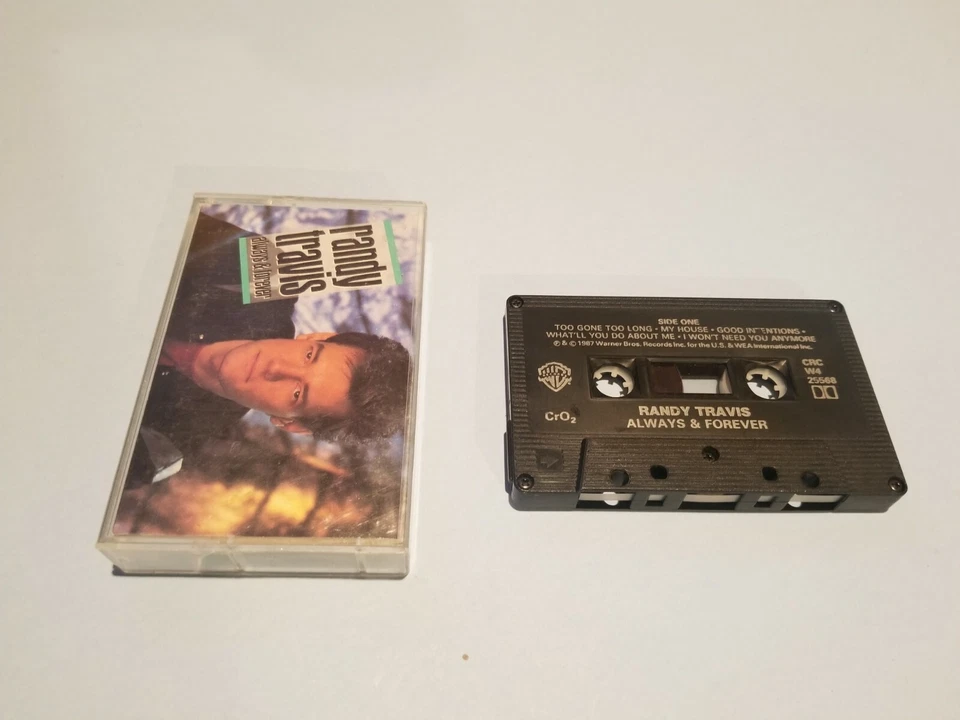 randy
travis
always & forever
SIDE ONE
TOO GONE TOO LONG • MY HOUSE • GOOD INTENTIONS •
WHAT'LL YOU DO ABOUT ME • I WON'T NEED YOU ANYMORE
℗ & © 1987 Warner Bros. Records Inc. for the U.S. & WEA International Inc.
CRC
W4
25568
CrO₂
RANDY TRAVIS
ALWAYS & FOREVER